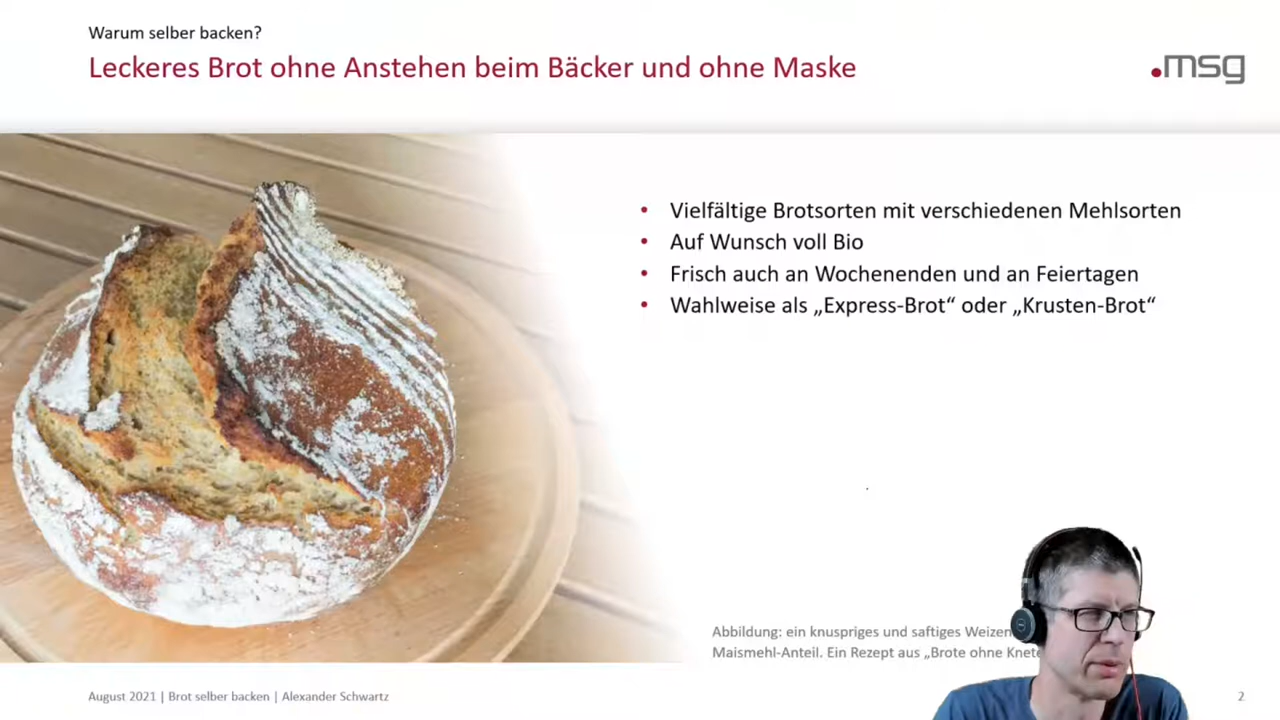 Warum selber backen?
Leckeres Brot ohne Anstehen beim Bäcker und ohne Maske
.msg
• Vielfältige Brotsorten mit verschiedenen Mehlsorten
• Auf Wunsch voll Bio
• Frisch auch an Wochenenden und an Feiertagen
• Wahlweise als „Express-Brot“ oder „Krusten-Brot“
Abbildung: ein knuspriges und saftiges
Maismehl-Anteil. Ein Rezept aus „Brote ohne
August 2021 | Brot selber backen | Alexander Schwartz
2